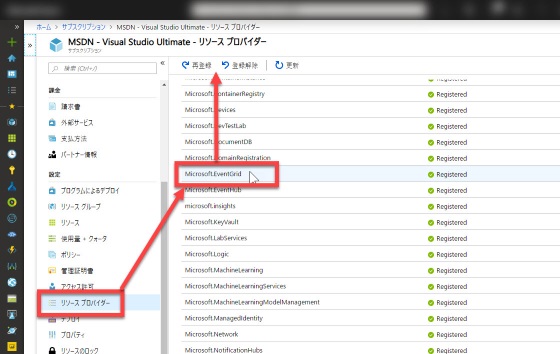 ホーム > サブスクリプション > MSDN - Visual Studio Ultimate - リソース プロバイダー
MSDN - Visual Studio Ultimate - リソース プロバイダー
サブスクリプション
検索 (Ctrl+/)
課金
請求書
外部サービス
支払方法
パートナー情報
設定
プログラムによるデプロイ
リソース グループ
リソース
使用量 + クォータ
ポリシー
管理証明書
アクセス許可
リソース プロバイダー
デプロイ
プロパティ
リソースのロック
再登録
登録解除
更新
Registered
Microsoft.ContainerRegistry Registered
Microsoft.Devices Registered
Microsoft.DevTestLab Registered
Microsoft.DocumentDB Registered
Microsoft.DomainRegistration Registered
Microsoft.EventGrid Registered
Microsoft.EventHub Registered
microsoft.insights Registered
Microsoft.KeyVault Registered
Microsoft.LabServices Registered
Microsoft.Logic Registered
Microsoft.MachineLearning Registered
Microsoft.MachineLearningServices Registered
Microsoft.MachineLearningModelManagement Registered
Microsoft.ManagedIdentity Registered
Microsoft.Network Registered
Microsoft.NotificationHubs Registered